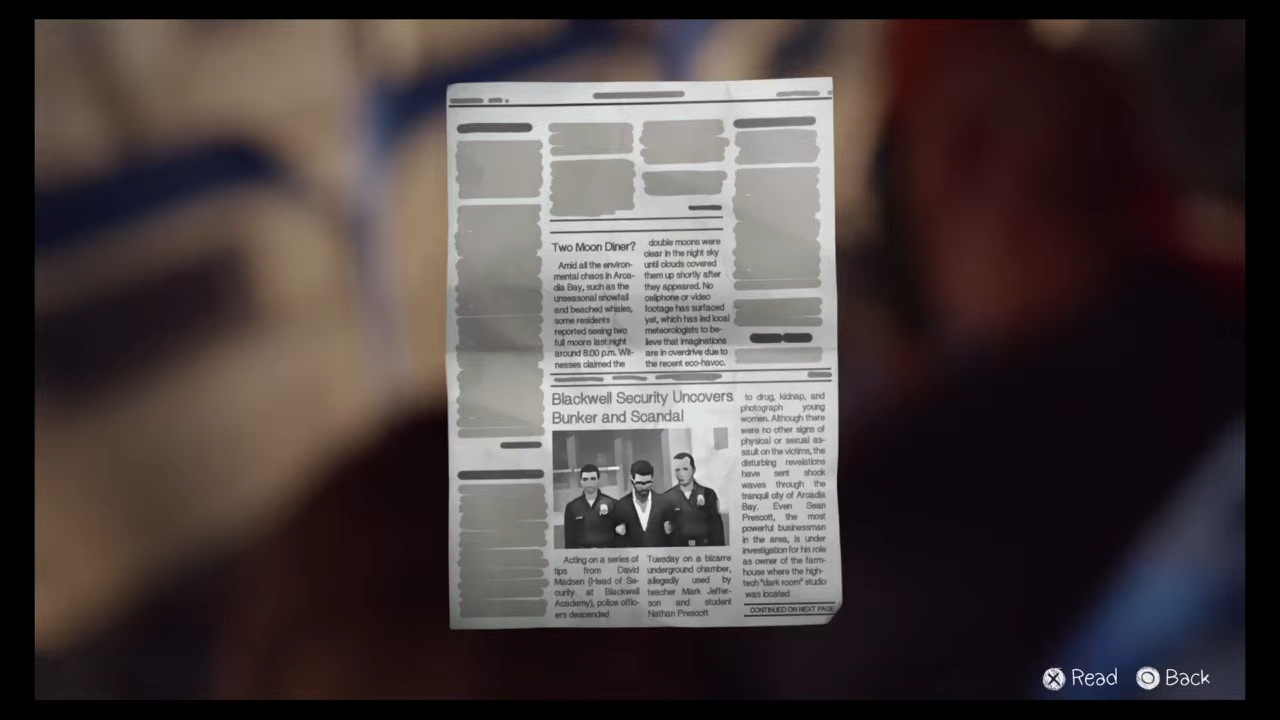 Two Moon Diner?
Amid all the environ-
mental chaos in Arca-
dia Bay, such as the
unseasonal snowfall
and beached whales,
some residents
reported seeing two
full moons last night
around 8:00 p.m. Wit-
nesses claimed the
double moons were
clear in the night sky
until clouds covered
them up shortly after
they appeared. No
cellphone or video
footage has surfaced
yet, which has led local
meteorologists to be-
lieve that imaginations
are in overdrive due to
the recent eco-havoc.
Blackwell Security Uncovers
Bunker and Scandal
Acting on a series of
tips from David
Madsen (Head of Se-
curity at Blackwell
Academy), police offic-
ers descended
Tuesday on a bizarre
underground chamber,
allegedly used by
teacher Mark Jeffer-
son and student
Nathan Prescott
to drug, kidnap, and
photograph young
women. Although there
were no other signs of
physical or sexual as-
sault on the victims, the
disturbing revelations
have sent shock
waves through the
tranquil city of Arcadia
Bay. Even Sean
Prescott, the most
powerful businessman
in the area, is under
investigation for his role
as owner of the farm-
house where the high-
tech "dark room" studio
was located
CONTINUED ON NEXT PAGE
Read
Back